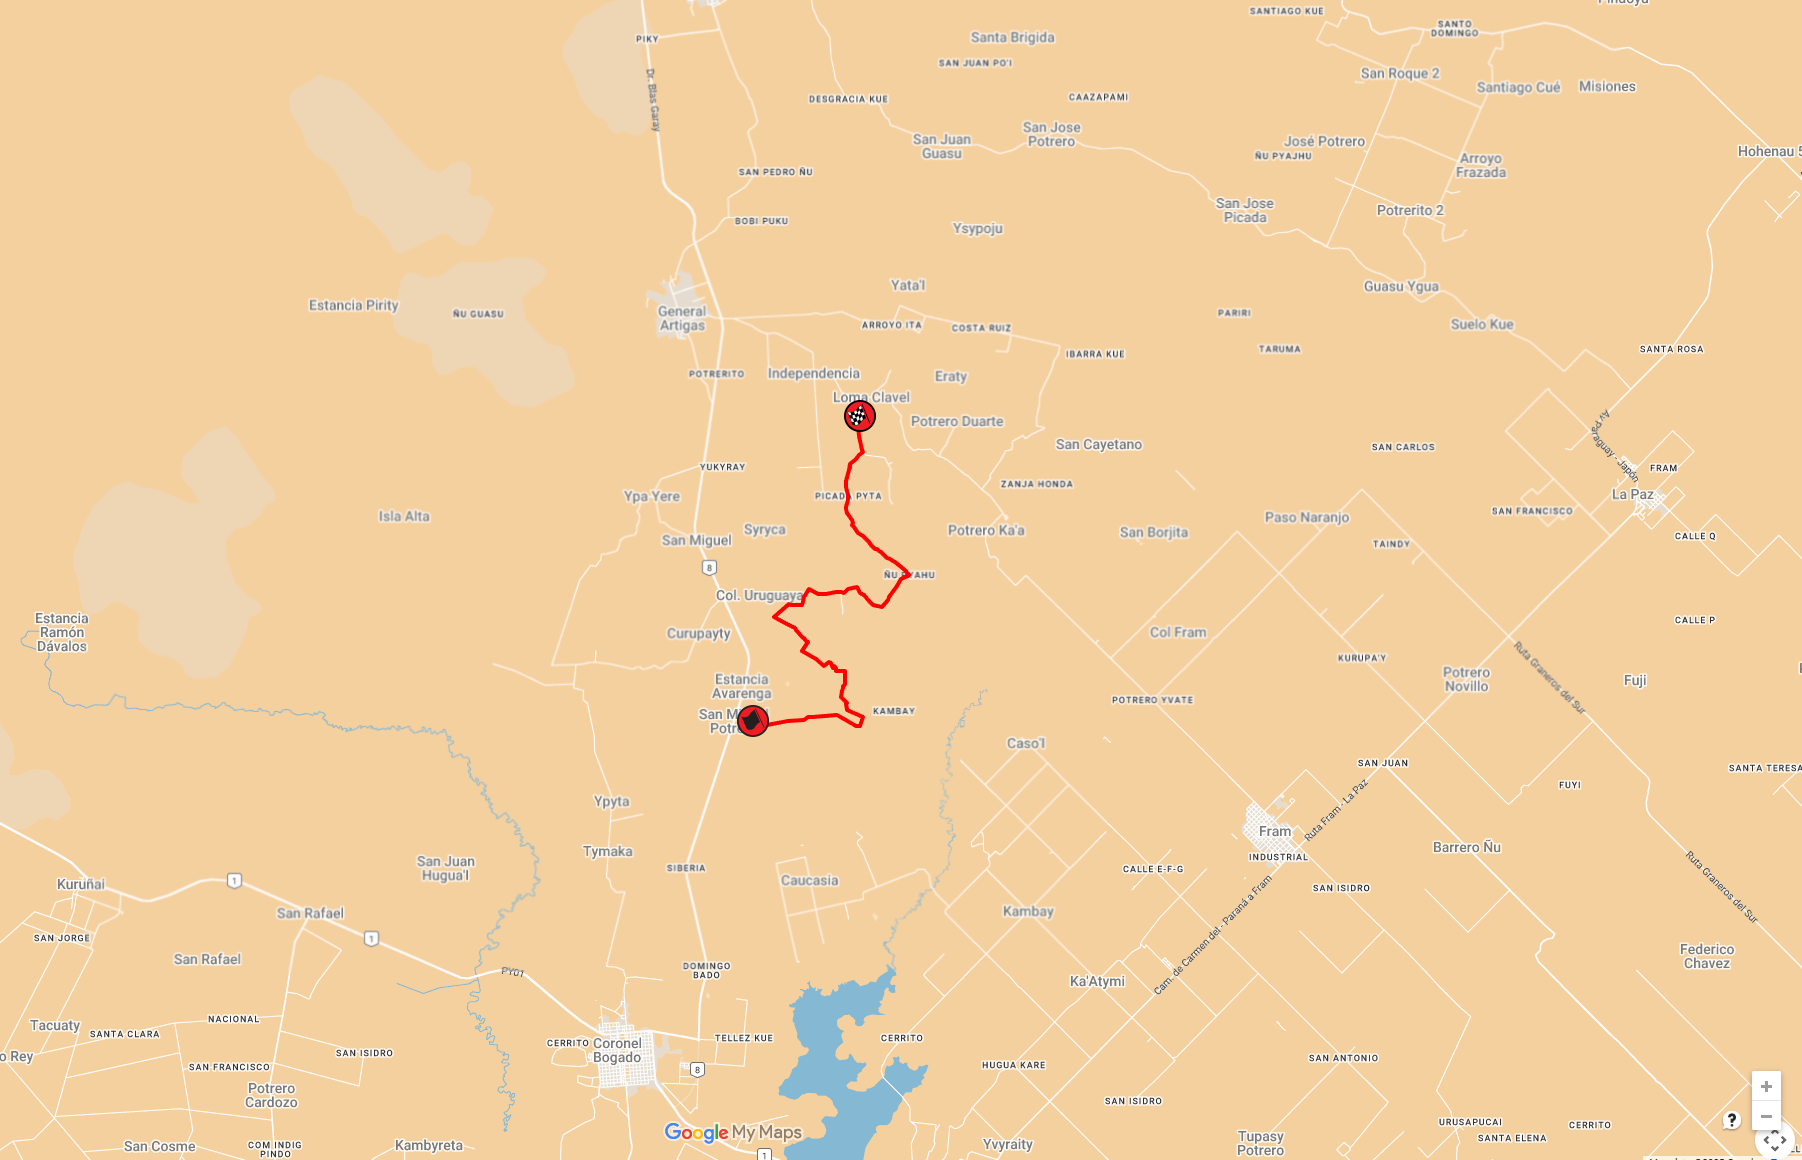 Pindoyú
SANTIAGO KUE
SANTO
DOMINGO
PIKY
Santa Brigida
SAN JUAN PO'I
San Roque 2
Santiago Cué
Misiones
Dr. Blas Garay
DESGRACIA KUE
CAAZAPAMI
San Juan
Guasu
San Jose
Potrero
José Potrero
ÑU PYAJHU
Hohenau 5
Arroyo
Frazada
SAN PEDRO ÑU
San Jose
Picada
Potrerito 2
BOBI PUKU
Ysypoju
Estancia Pirity
ÑU GUASU
Yata'I
Guasu Ygua
General
Artigas
ARROYO ITA
COSTA RUIZ
PARIRI
Suelo Kue
IBARRA KUE
TARUMA
SANTA ROSA
POTRERITO
Independencia
Eraty
Loma Clavel
Potrero Duarte
San Cayetano
SAN CARLOS
Av. Paraguay - Japón
YUKYRAY
FRAM
Ypa Yere
PICADA PYTA
ZANJA HONDA
La Paz
Isla Alta
Syryca
Potrero Ka'a
San Borjita
Paso Naranjo
SAN FRANCISCO
San Miguel
TAINDY
CALLE Q
8
ÑU PYAHU
Col. Uruguaya
Estancia
Ramón
Dávalos
Curupayty
Col Fram
CALLE P
KURUPA'Y
Ruta Graneros del Sur
Estancia
Avarenga
Potrero
Novillo
Fuji
POTRERO YVATE
San Miguel
KAMBAY
Caso'I
SAN JUAN
SANTA TERESA
FUYI
Ypyta
Ruta Fram - La Paz
Fram
Tymaka
INDUSTRIAL
Barrero Ñu
San Juan
Hugua'I
SIBERIA
CALLE E-F-G
Ruta Graneros del Sur
Kuruñai
1
Caucasia
SAN ISIDRO
San Rafael
Kambay
Cam. de Carmen del - Paraná a Fram
SAN JORGE
1
San Rafael
PY01
DOMINGO
BADO
Ka'Atymi
Federico
Chavez
Tacuaty
NACIONAL
SANTA CLARA
CERRITO
Coronel
Bogado
TELLEZ KUE
CERRITO
o Rey
SAN ISIDRO
SAN FRANCISCO
8
HUGUA KARE
SAN ANTONIO
Potrero
Cardozo
SAN ISIDRO
URUSAPUCAI
CERRITO
San Cosme
COM INDIG
PINDO
Kambyreta
Google My Maps
1
Yvyraity
Tupasy
Potrero
SANTA ELENA
+
?
−